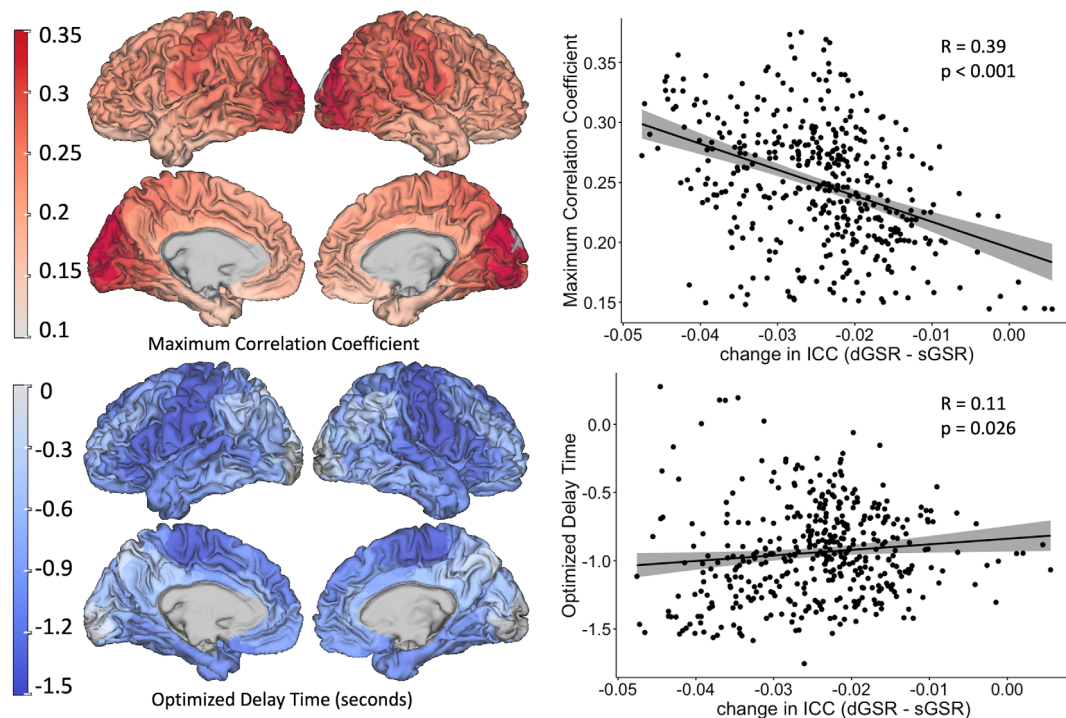 0.35
0.3
0.25
0.2
0.15
0.1
Maximum Correlation Coefficient
0
-0.3
-0.6
-0.9
-1.2
-1.5
Optimized Delay Time (seconds)
Maximum Correlation Coefficient
0.35
0.30
0.25
0.20
0.15
R = 0.39
p < 0.001
-0.05 -0.04 -0.03 -0.02 -0.01 0.00
change in ICC (dGSR - sGSR)
Optimized Delay Time
0.0
-0.5
-1.0
-1.5
R = 0.11
p = 0.026
-0.05 -0.04 -0.03 -0.02 -0.01 0.00
change in ICC (dGSR - sGSR)